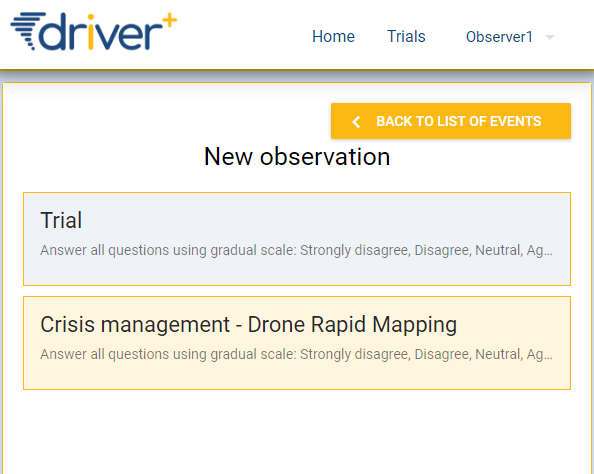 driver+
Home Trials Observer1
BACK TO LIST OF EVENTS
New observation
Trial
Answer all questions using gradual scale: Strongly disagree, Disagree, Neutral, Ag...
Crisis management - Drone Rapid Mapping
Answer all questions using gradual scale: Strongly disagree, Disagree, Neutral, Ag...